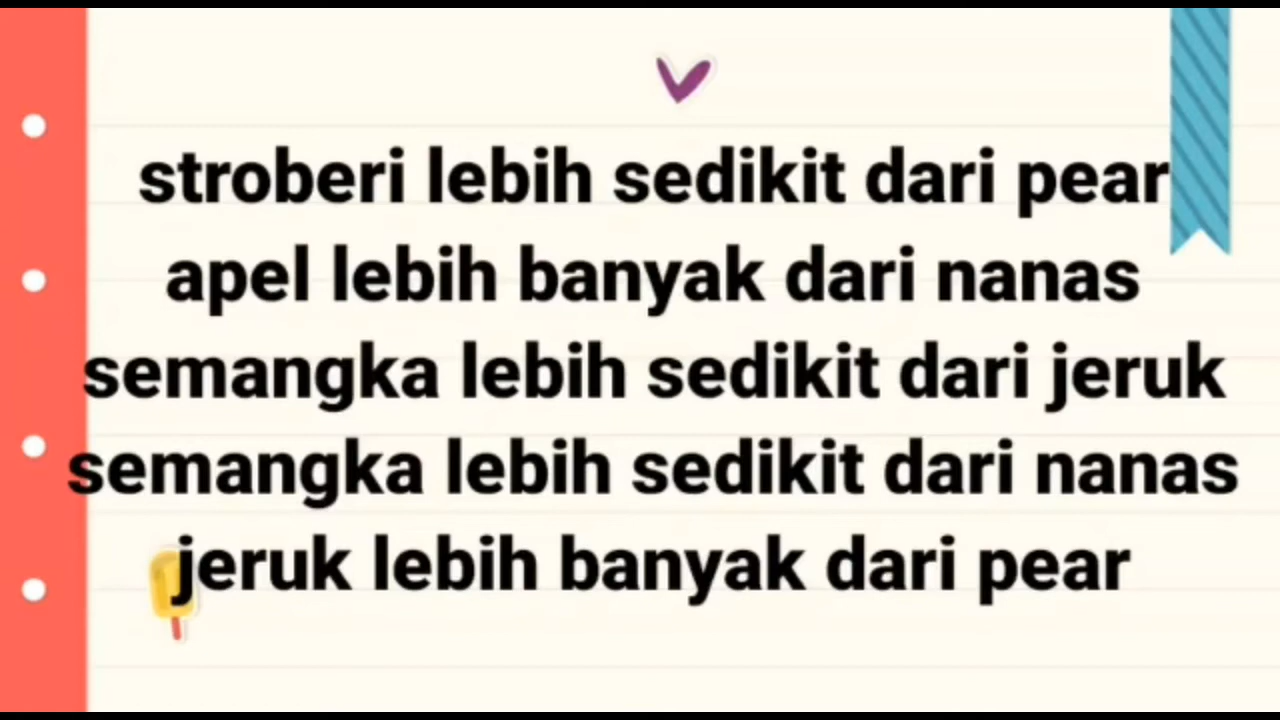 stroberi lebih sedikit dari pear
apel lebih banyak dari nanas
semangka lebih sedikit dari jeruk
semangka lebih sedikit dari nanas
jeruk lebih banyak dari pear